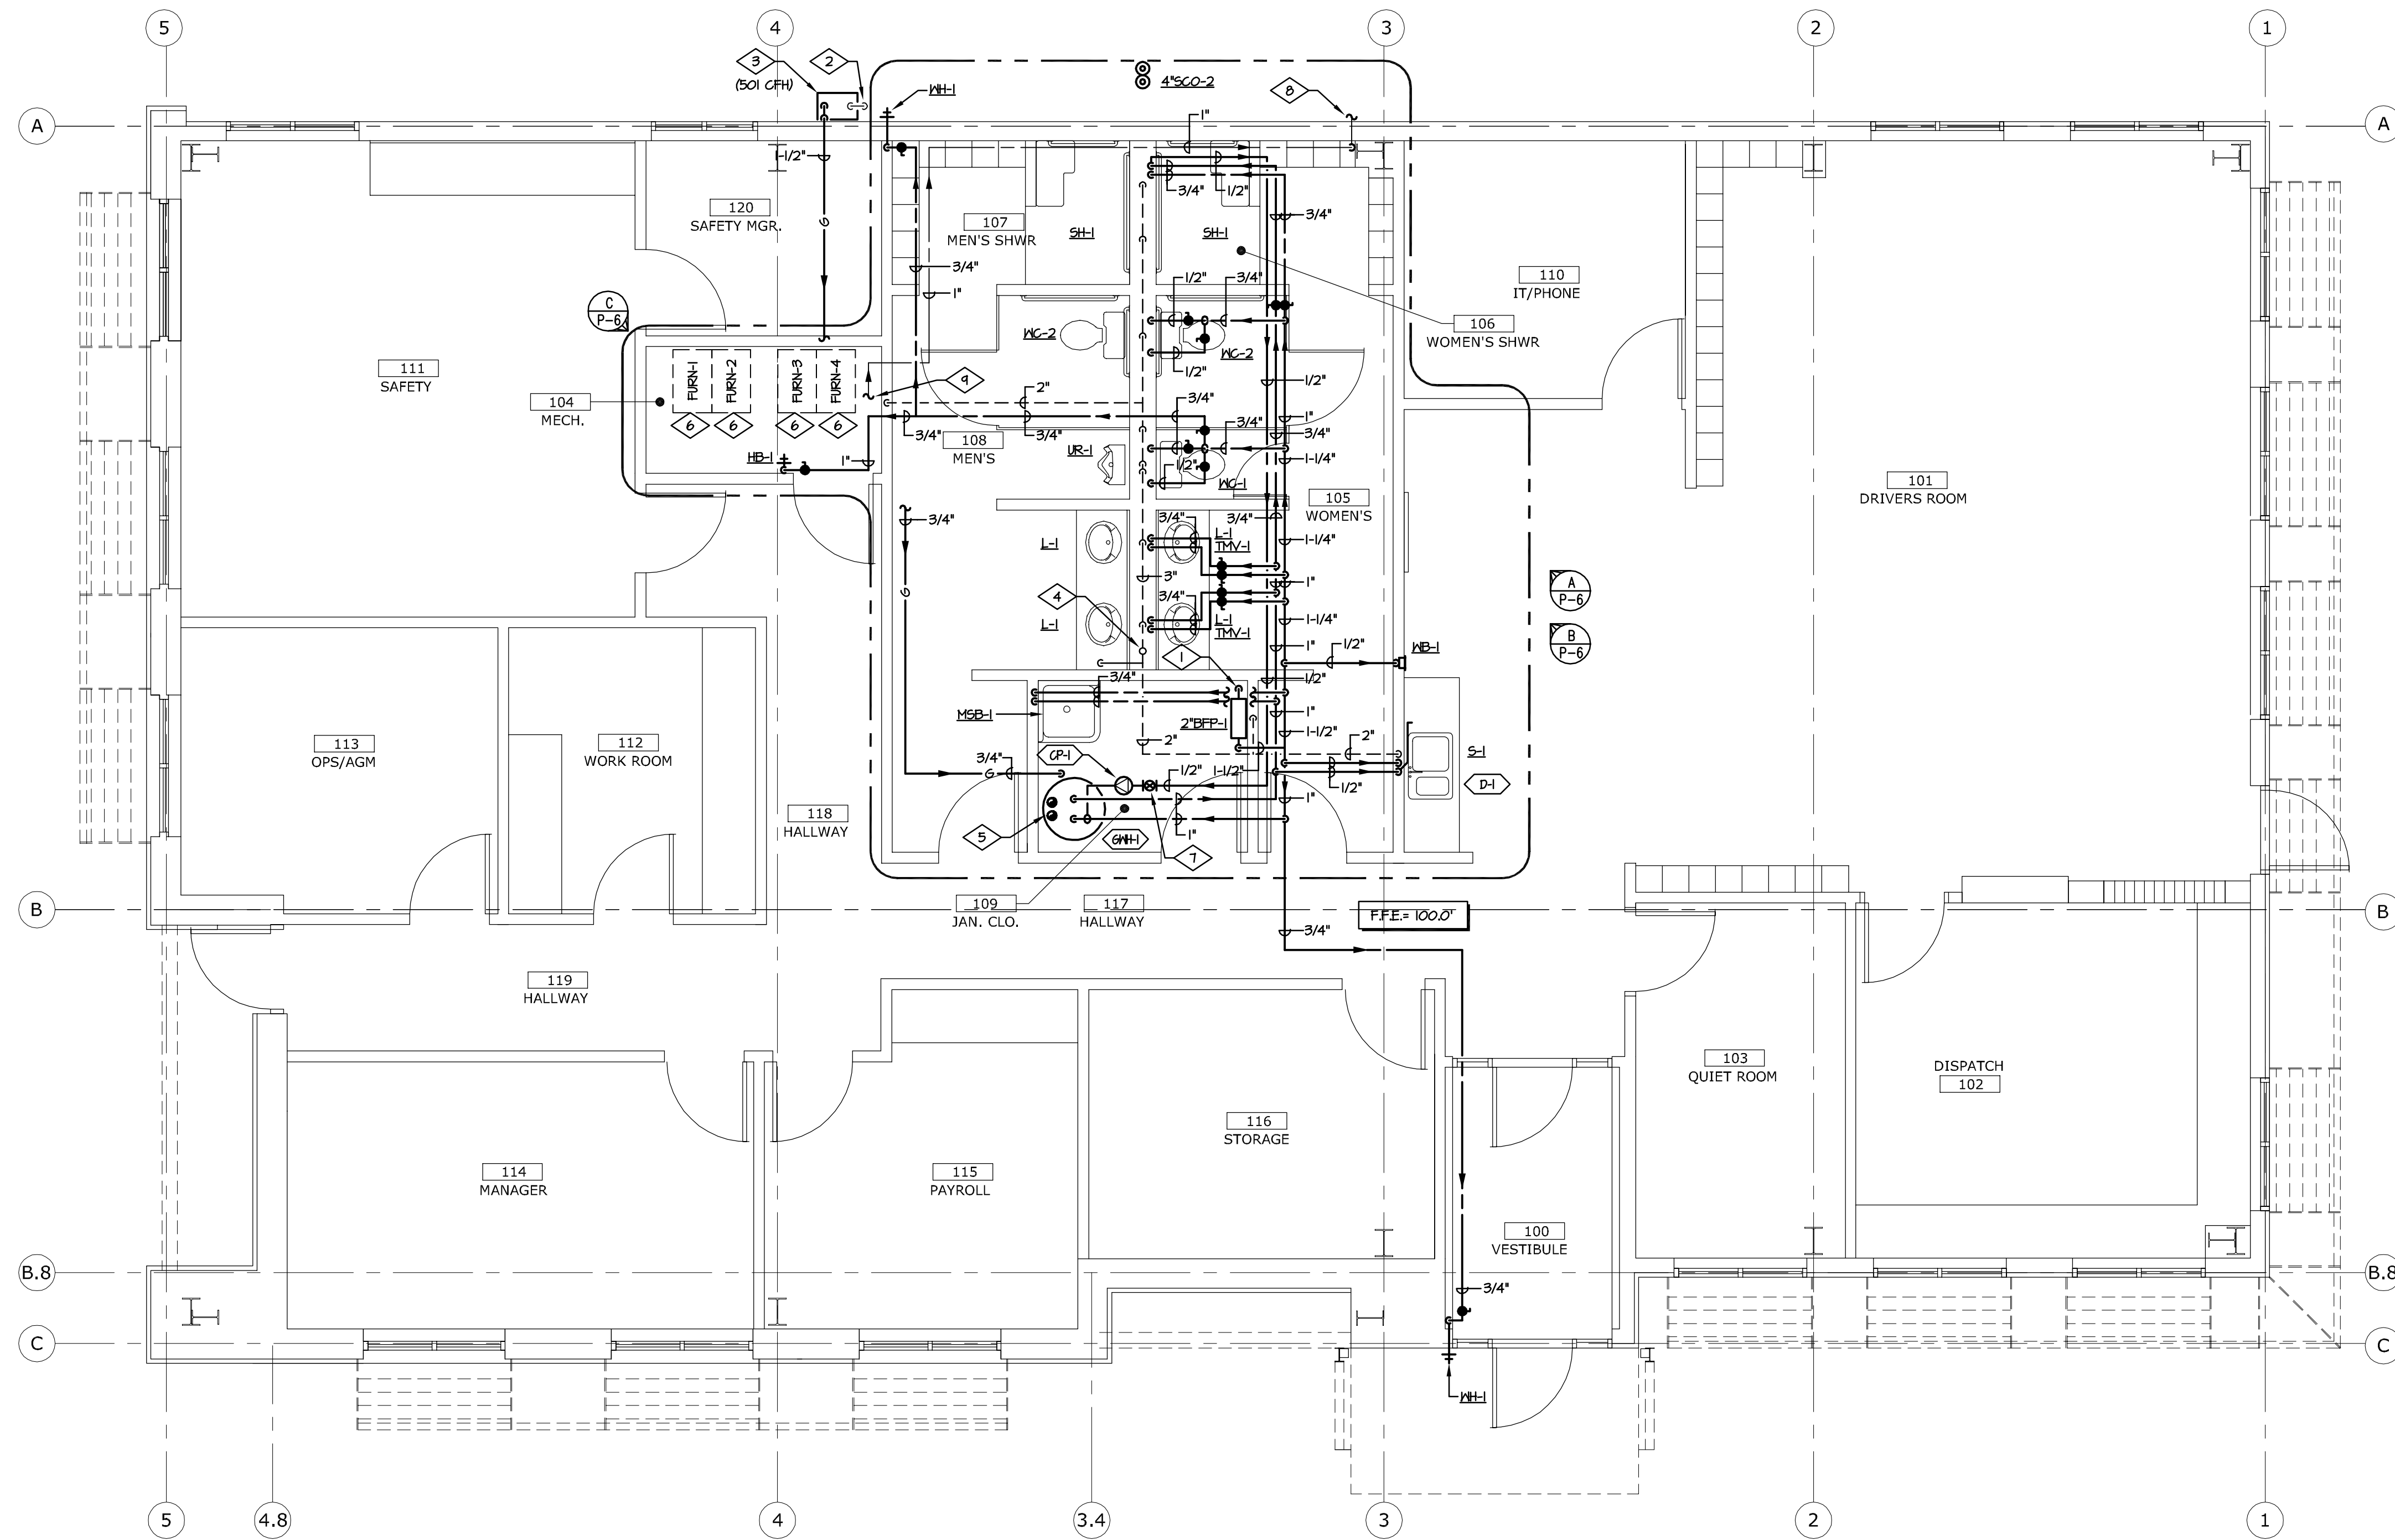 5
4
3
2
1
3
(501 CFH)
2
WH-1
4"SCO-2
8
A
A
1"
1-1/2"
3/4"
1/2"
3/4"
120
SAFETY MGR.
G
107
MEN'S SHWR
SH-1
SH-1
3/4"
1"
110
IT/PHONE
1/2"
3/4"
C
P-6
106
WOMEN'S SHWR
WC-2
WC-2
1/2"
111
SAFETY
FURN-1
FURN-2
FURN-3
FURN-4
9
2"
1/2"
104
MECH.
6
6
6
6
3/4"
3/4"
3/4"
1"
3/4"
3/4"
108
MEN'S
UR-1
HB-1
1"
1/2"
1-1/4"
WC-1
101
DRIVERS ROOM
105
WOMEN'S
3/4"
3/4"
3/4"
L-1
L-1
TMV-1
1-1/4"
3"
1"
A
P-6
G
4
3/4"
L-1
L-1
TMV-1
1-1/4"
1
1"
1/2"
WB-1
B
P-6
3/4"
1/2"
MSB-1
2"BFP-1
1"
1-1/2"
2"
2"
S-1
113
OPS/AGM
112
WORK ROOM
CP-1
3/4"
G
1/2"
1-1/2"
1/2"
D-1
118
HALLWAY
1"
1"
5
GWH-1
7
109
JAN. CLO.
117
HALLWAY
F.F.E.= 100.0'
B
B
3/4"
119
HALLWAY
103
QUIET ROOM
DISPATCH
102
116
STORAGE
114
MANAGER
115
PAYROLL
100
VESTIBULE
B.8
B.8
3/4"
C
C
WH-1
5
4.8
4
3.4
3
2
1